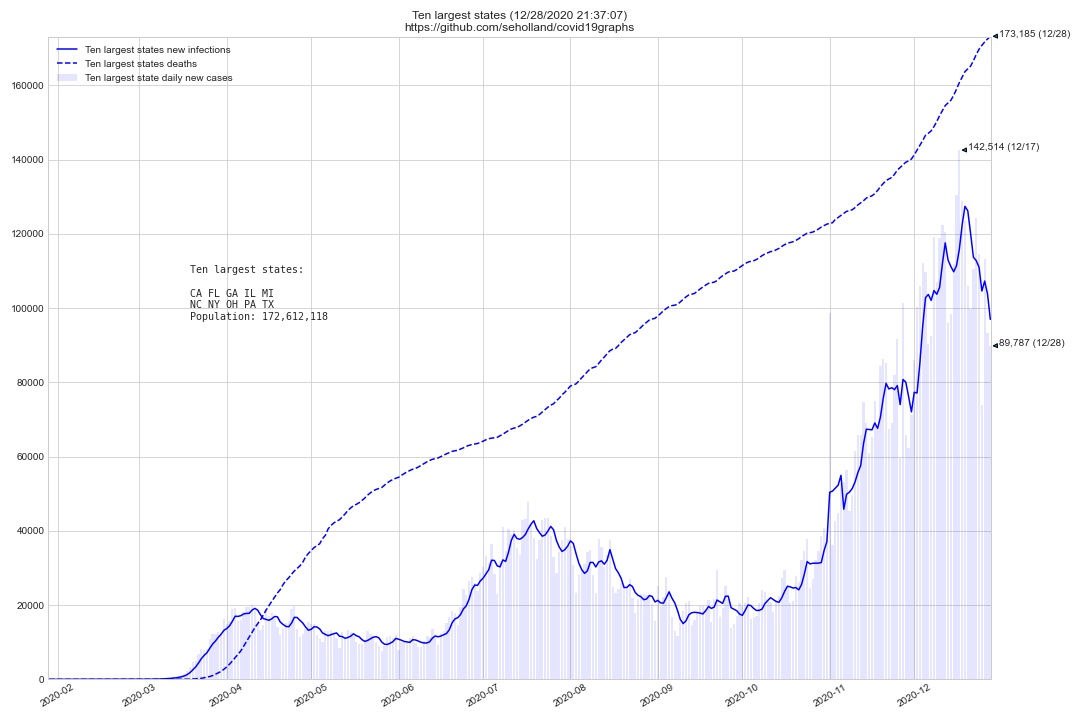 Ten largest states (12/28/2020 21:37:07)
https://github.com/seholland/covid19graphs
Ten largest states new infections
Ten largest states deaths
Ten largest state daily new cases
173,185 (12/28)
160000
142,514 (12/17)
140000
120000
Ten largest states:
CA FL GA IL MI
NC NY OH PA TX
Population: 172,612,118
100000
89,787 (12/28)
80000
60000
40000
20000
0
2020-02
2020-03
2020-04
2020-05
2020-06
2020-07
2020-08
2020-09
2020-10
2020-11
2020-12